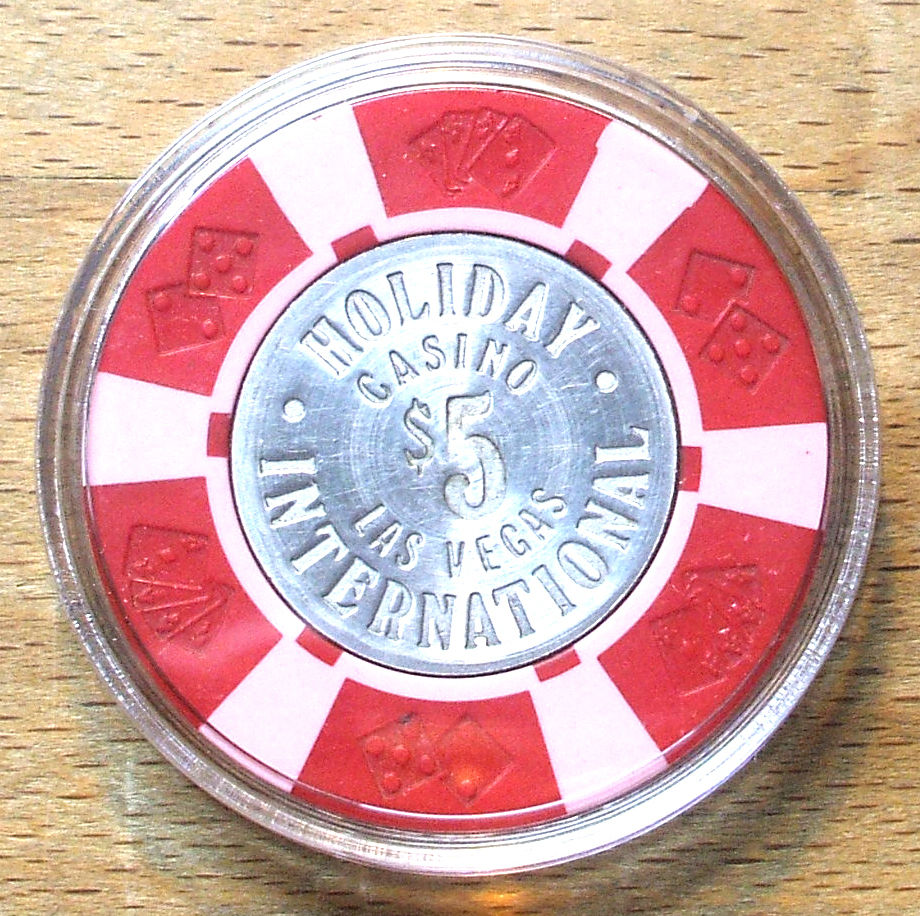 HOLIDAY
CASINO
$5
LAS VEGAS
INTERNATIONAL